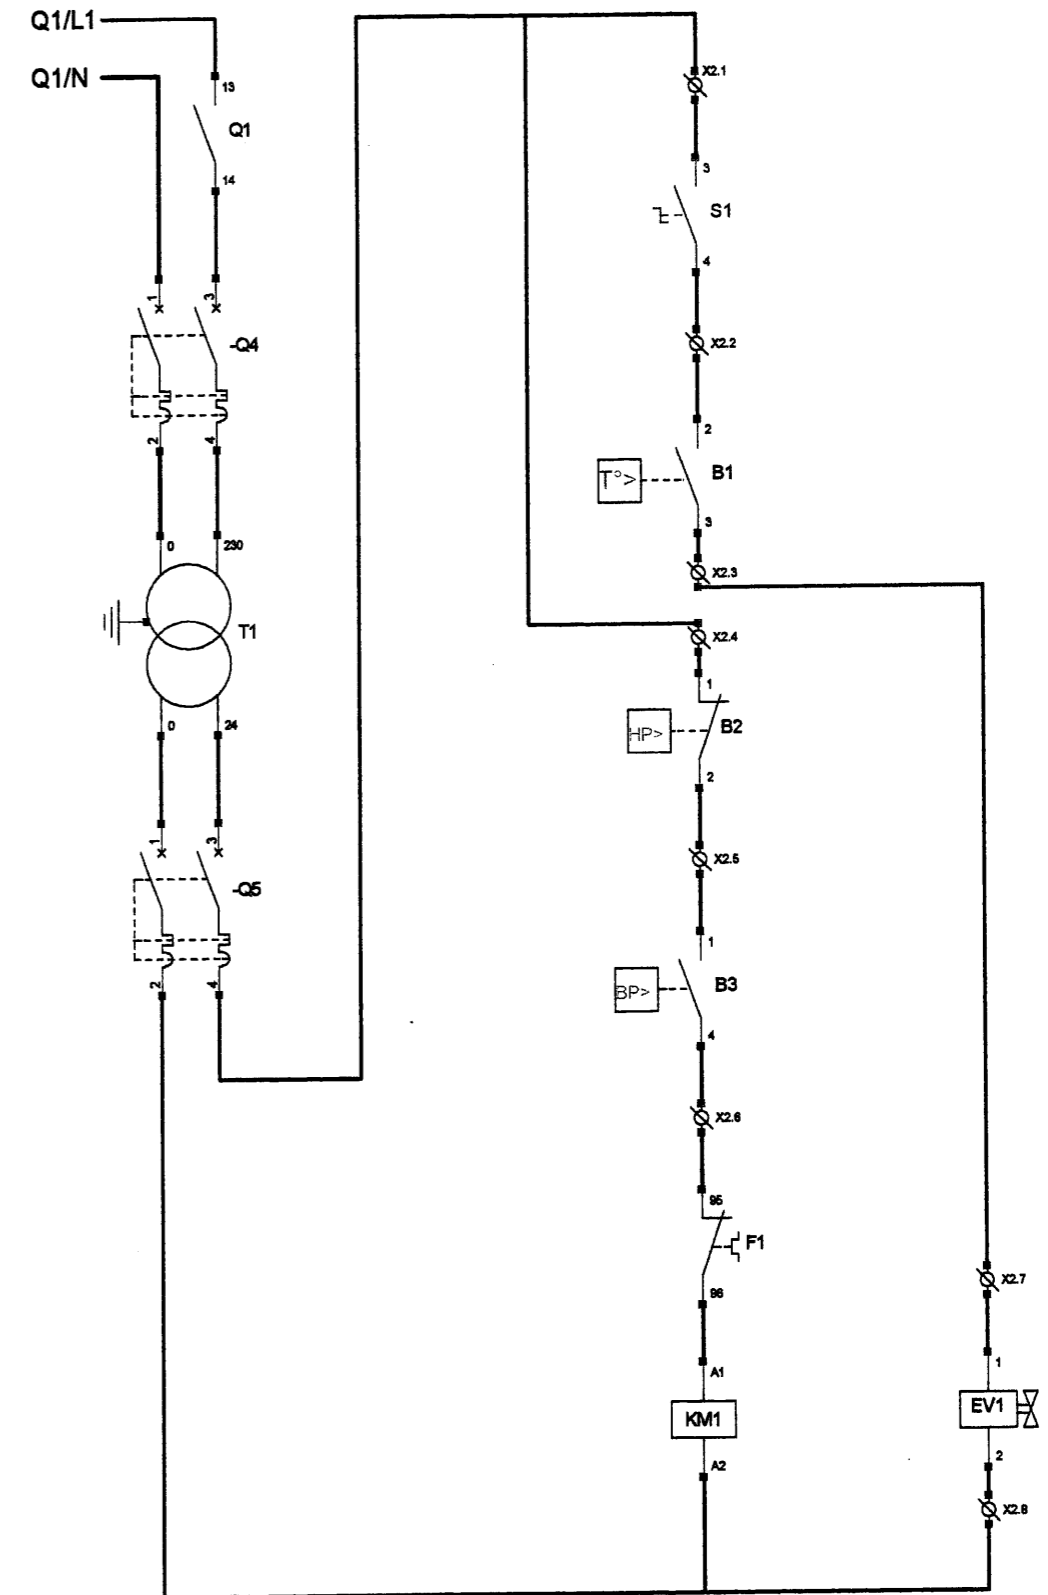 Q1/L1
Q1/N
13
Q1
14
1
3
-Q4
2
4
0
230
T1
0
24
1
3
-Q5
2
4
X2.1
3
S1
4
X2.2
2
T°>
B1
3
X2.3
X2.4
1
HP>
B2
2
X2.5
1
BP>
B3
4
X2.6
95
F1
96
A1
KM1
A2
X2.7
1
EV1
2
X2.8